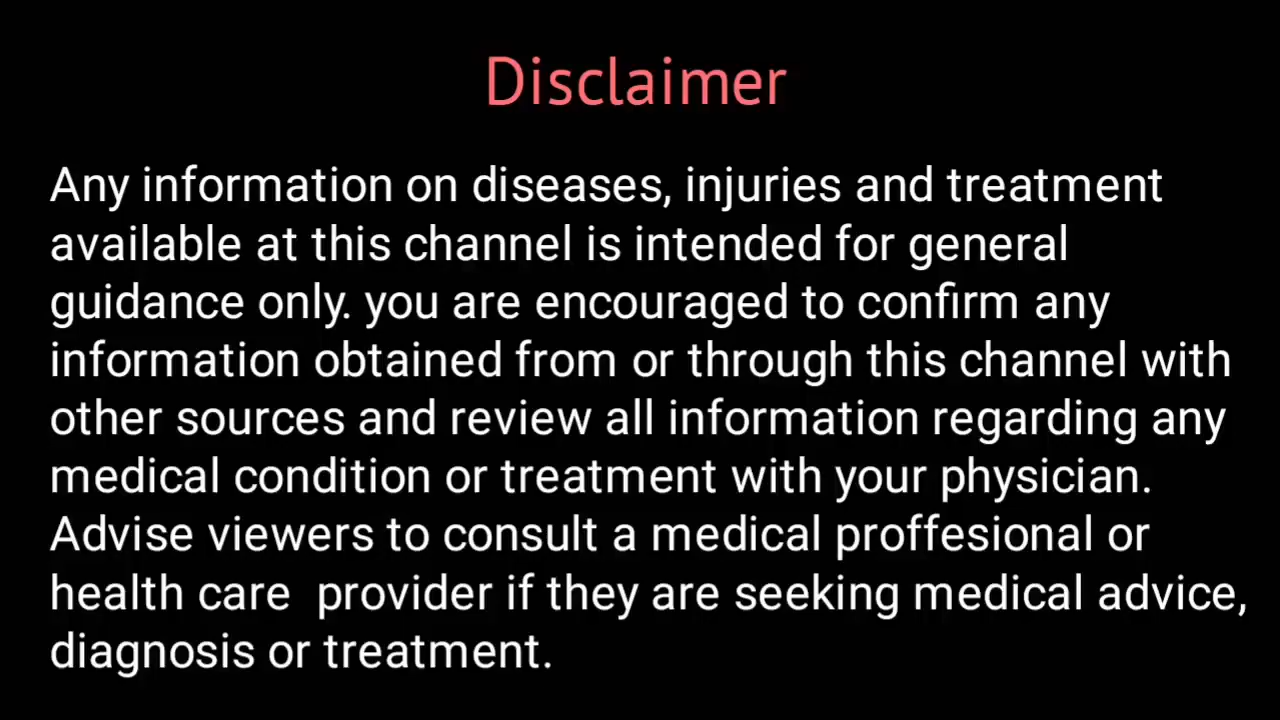 Disclaimer
Any information on diseases, injuries and treatment
available at this channel is intended for general
guidance only. you are encouraged to confirm any
information obtained from or through this channel with
other sources and review all information regarding any
medical condition or treatment with your physician.
Advise viewers to consult a medical proffesional or
health care  provider if they are seeking medical advice,
diagnosis or treatment.